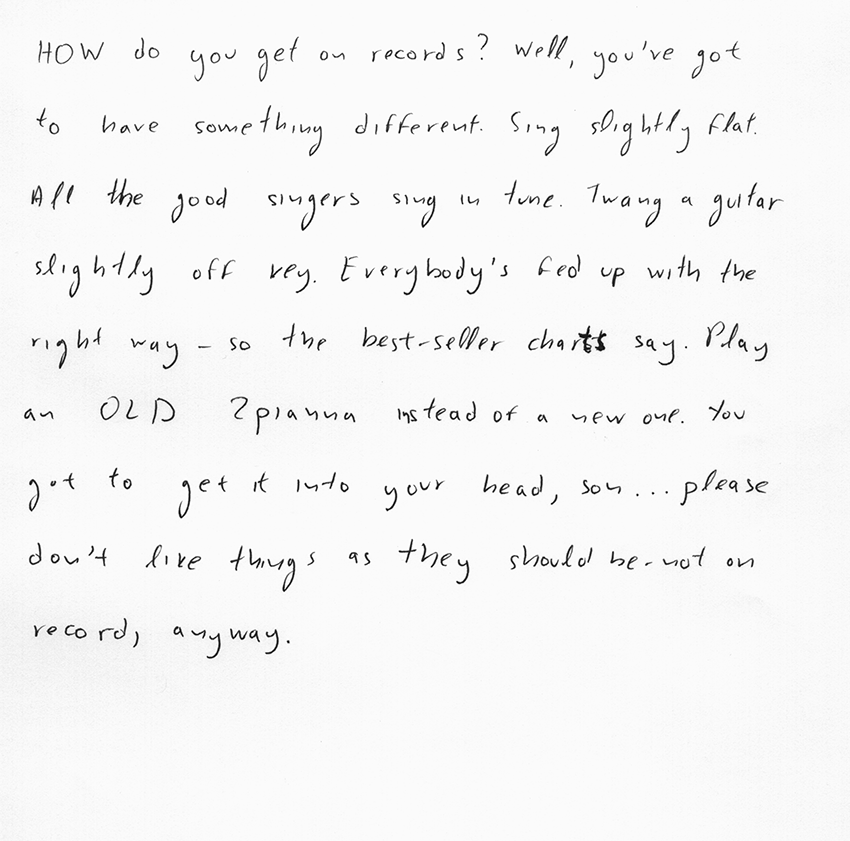 HOW do you get on records? Well, you've got
to have something different. Sing slightly flat.
All the good singers sing in tune. Twang a guitar
slightly off key. Everybody's fed up with the
right way - so the best-seller charts say. Play
an OLD 2pianna instead of a new one. You
got to get it into your head, son... please
don't like things as they should be - not on
record, anyway.